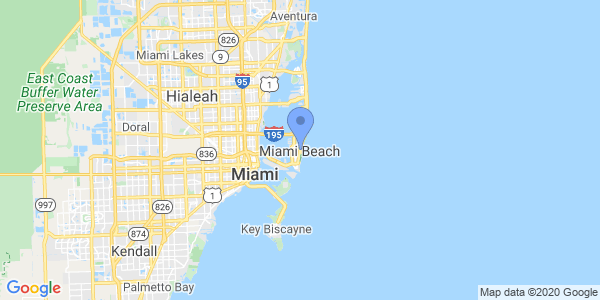 Aventura
826
Miami Lakes
9
95
1
East Coast
Buffer Water
Preserve Area
Hialeah
Doral
195
836
Miami Beach
Miami
997
826
1
874
Key Biscayne
Kendall
Palmetto Bay
Google
Map data ©2020 Google